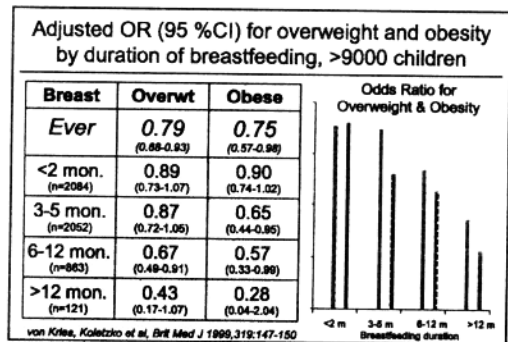 Adjusted OR (95 %CI) for overweight and obesity
by duration of breastfeeding, >9000 children
Breast Overwt Obese
Ever 0.79 0.75
(0.68-0.93) (0.57-0.98)
<2 mon. 0.89 0.90
(n=2084) (0.73-1.07) (0.74-1.02)
3-5 mon. 0.87 0.65
(n=2052) (0.72-1.05) (0.44-0.95)
6-12 mon. 0.67 0.57
(n=863) (0.49-0.91) (0.33-0.99)
>12 mon. 0.43 0.28
(n=121) (0.17-1.07) (0.04-2.04)
von Kries, Koletzko et al, Brit Med J 1999,319:147-150
Odds Ratio for
Overweight & Obesity
<2 m 3-5 m 6-12 m >12 m
Breastfeeding duration